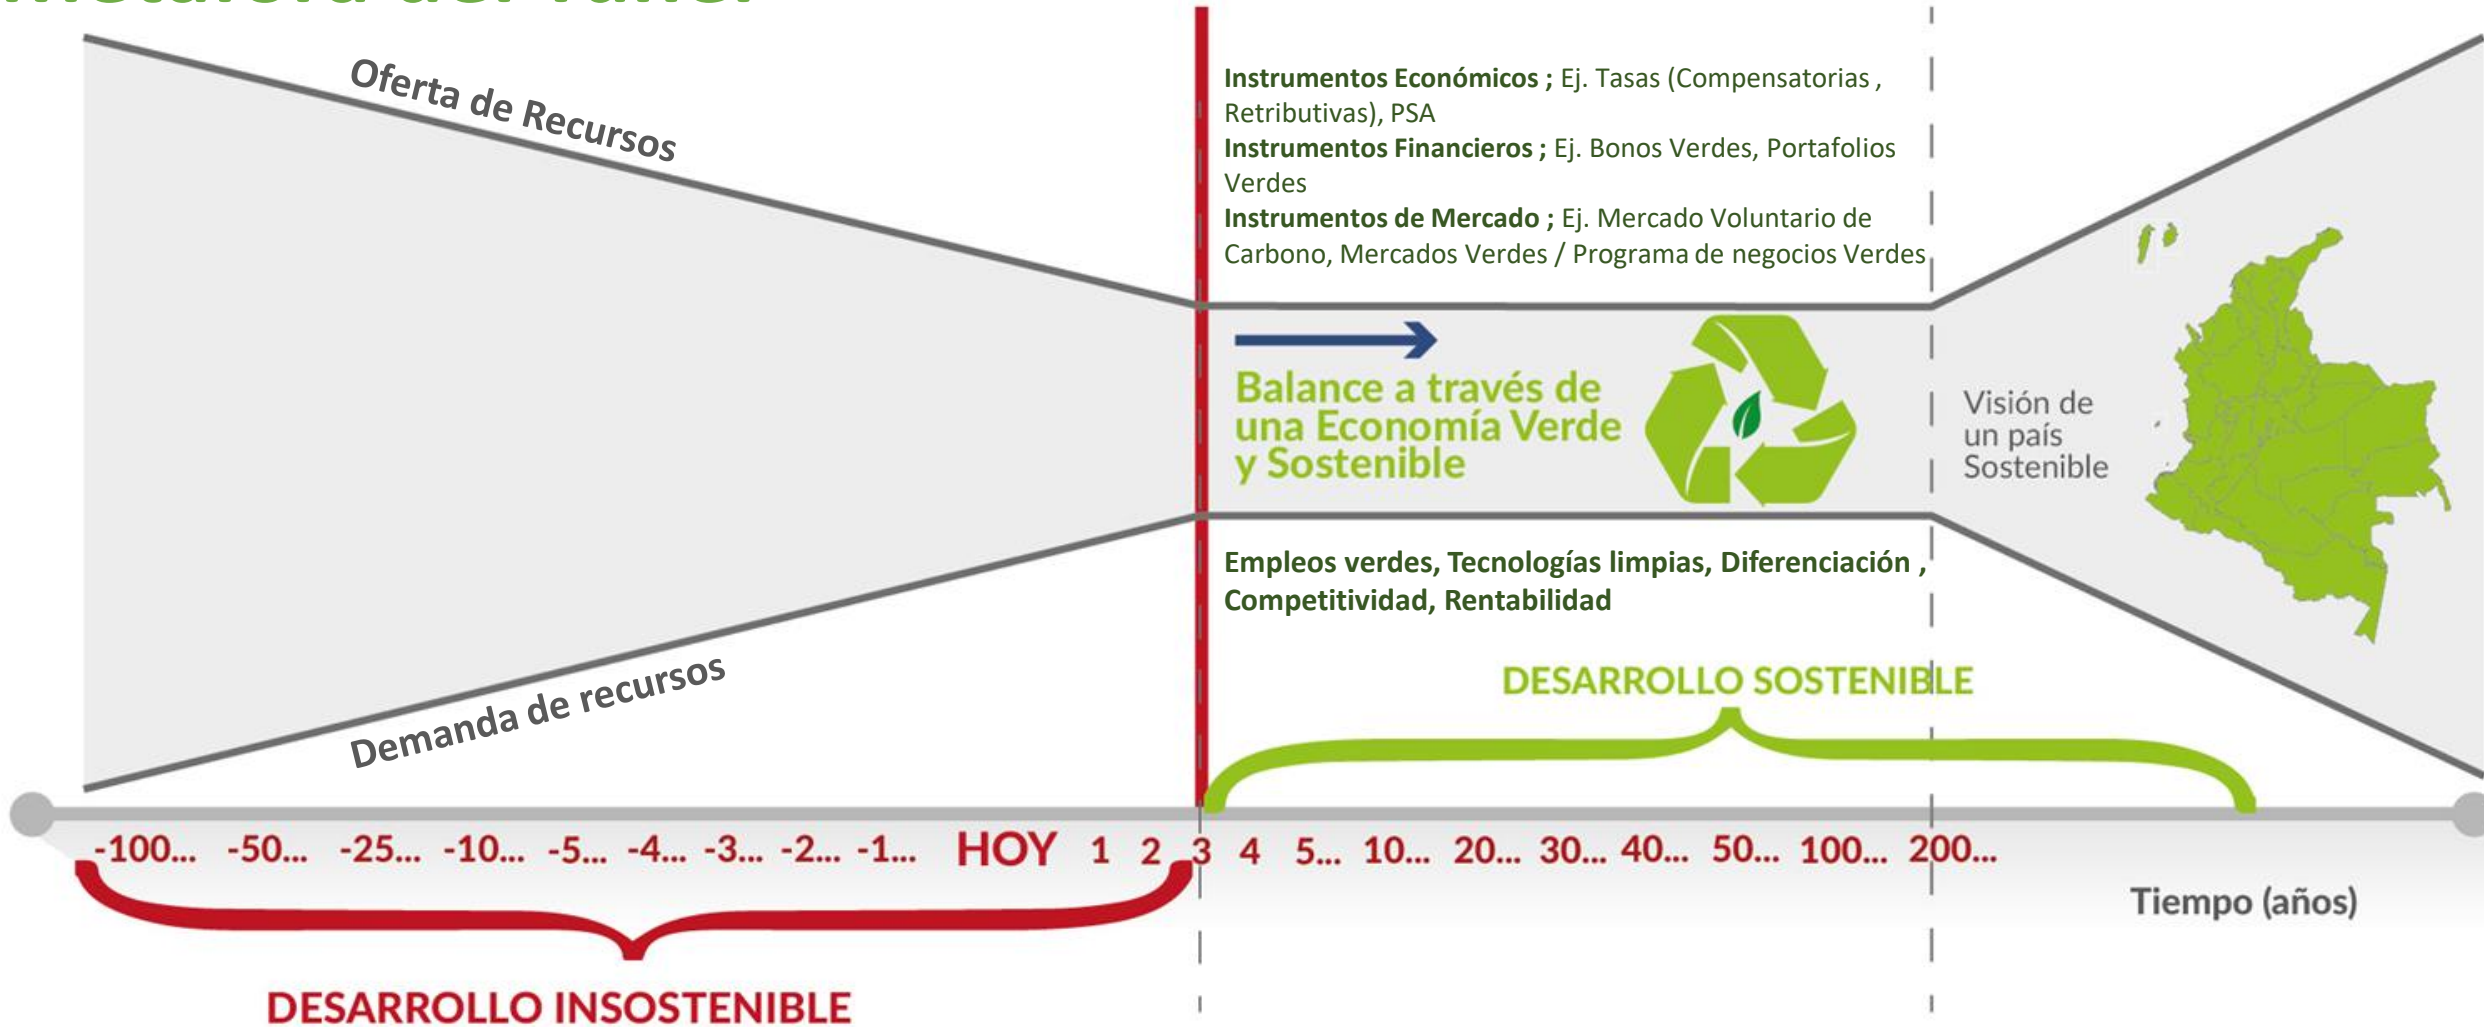 Oferta de Recursos
Instrumentos Económicos ; Ej. Tasas (Compensatorias ,
Retributivas), PSA
Instrumentos Financieros ; Ej. Bonos Verdes, Portafolios
Verdes
Instrumentos de Mercado ; Ej. Mercado Voluntario de
Carbono, Mercados Verdes / Programa de negocios Verdes
Balance a través de
una Economía Verde
y Sostenible
Visión de
un país
Sostenible
Empleos verdes, Tecnologías limpias, Diferenciación ,
Competitividad, Rentabilidad
Demanda de recursos
DESARROLLO SOSTENIBLE
-100... -50... -25... -10... -5... -4... -3... -2... -1... HOY 1 2 3 4 5... 10... 20... 30... 40... 50... 100... 200...
Tiempo (años)
DESARROLLO INSOSTENIBLE